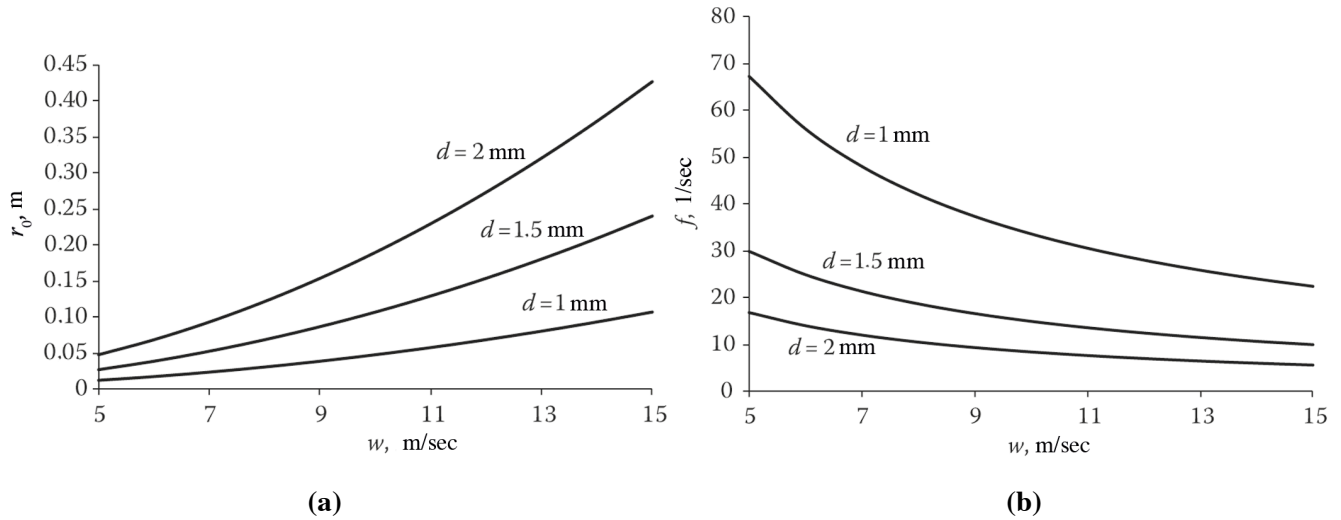 0.45
0.40
0.35
0.30
0.25
0.20
0.15
0.10
0.05
0
r₀, m
d = 2 mm
d = 1.5 mm
d = 1 mm
5 7 9 11 13 15
w, m/sec
(a)
80
70
60
50
40
30
20
10
0
f, 1/sec
d = 1 mm
d = 1.5 mm
d = 2 mm
5 7 9 11 13 15
w, m/sec
(b)